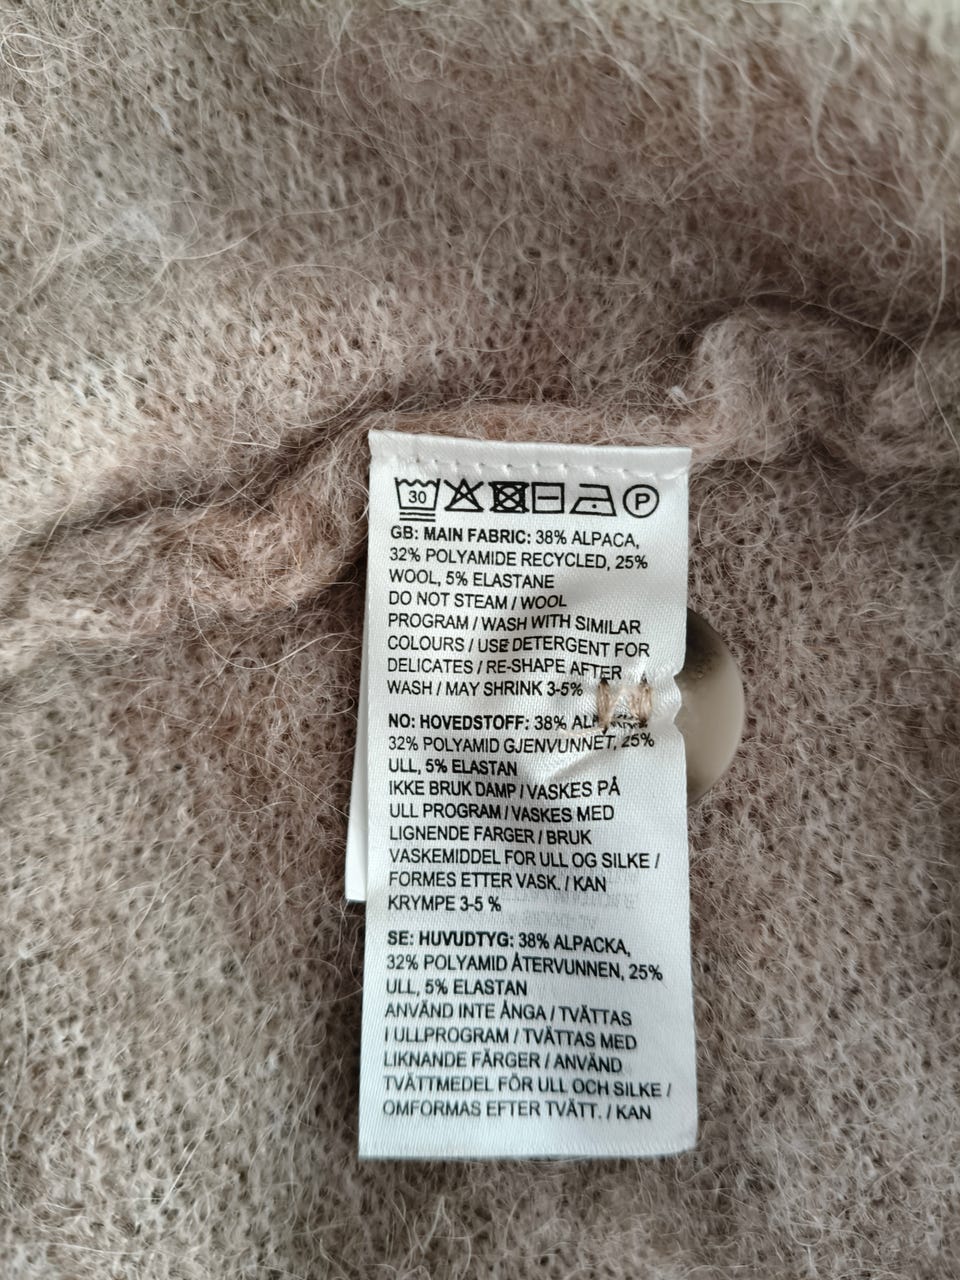 30 P
GB: MAIN FABRIC: 38% ALPACA,
32% POLYAMIDE RECYCLED, 25%
WOOL, 5% ELASTANE
DO NOT STEAM / WOOL
PROGRAM / WASH WITH SIMILAR
COLOURS / USE DETERGENT FOR
DELICATES / RE-SHAPE AFTER
WASH / MAY SHRINK 3-5%
NO: HOVEDSTOFF: 38%
32% POLYAMID GJENVUNNET, 25%
ULL, 5% ELASTAN
IKKE BRUK DAMP / VASKES PÅ
ULL PROGRAM / VASKES MED
LIGNENDE FARGER / BRUK
VASKEMIDDEL FOR ULL OG SILKE /
FORMES ETTER VASK. / KAN
KRYMPE 3-5 %
SE: HUVUDTYG: 38% ALPACKA,
32% POLYAMID ÅTERVUNNEN, 25%
ULL, 5% ELASTAN
ANVÄND INTE ÅNGA / TVÄTTAS
I ULLPROGRAM / TVÄTTAS MED
LIKNANDE FÄRGER / ANVÄND
TVÄTTMEDEL FÖR ULL OCH SILKE /
OMFORMAS EFTER TVÄTT. / KAN